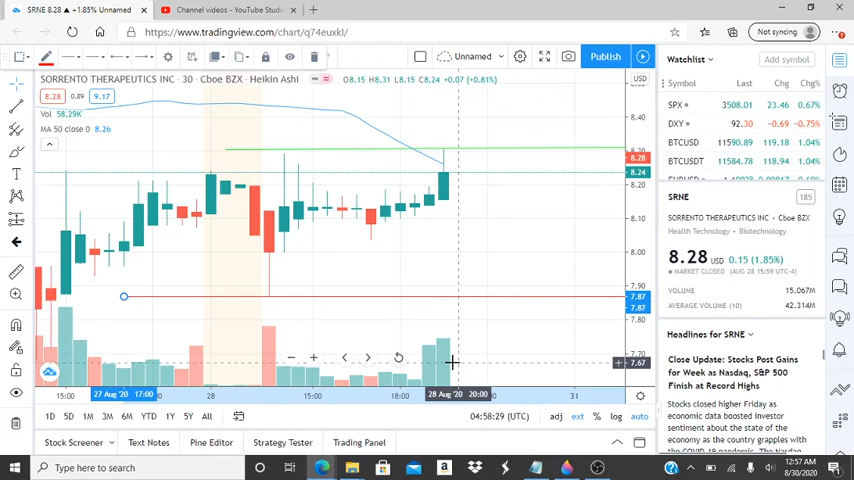 SRNE 8.28 ▲ +1.85% Unnamed
Channel videos - YouTube Studio
https://www.tradingview.com/chart/q74euxkl/
Not syncing
Unnamed
Publish
SORRENTO THERAPEUTICS INC · 30 · Cboe BZX · Heikin Ashi
O8.15 H8.31 L8.15 C8.24 +0.07 (+0.81%)
USD
8.28 0.89 9.17
Vol 58.29K
MA 50 close 0 8.26
8.40
8.28
8.24
8.20
8.10
8.00
7.90
7.87
7.87
7.80
7.70
7.67
15:00
27 Aug '20 17:00
28
15:00
18:00
28 Aug '20 20:00
31
1D 5D 1M 3M 6M YTD 1Y 5Y All
04:58:29 (UTC)
adj ext % log auto
Stock Screener
Text Notes
Pine Editor
Strategy Tester
Trading Panel
Watchlist
Add symbol
Symbol Last Chg Chg%
SPX 3508.01 23.46 0.67%
DXY 92.30 -0.69 -0.75%
BTCUSD 11590.89 119.18 1.04%
BTCUSDT 11584.78 118.94 1.04%
SRNE
185
SORRENTO THERAPEUTICS INC • Cboe BZX
Health Technology • Biotechnology
8.28 USD 0.15 (1.85%)
MARKET CLOSED (AUG 28 15:59 UTC-4)
VOLUME 15.067M
AVERAGE VOLUME (10) 42.314M
Headlines for SRNE
Close Update: Stocks Post Gains
for Week as Nasdaq, S&P 500
Finish at Record Highs
Stocks closed higher Friday as
economic data boosted investor
sentiment about the state of the
economy as the country grapples with
the COVID-19 pandemic. The Nasdaq
Type here to search
12:57 AM
8/30/2020